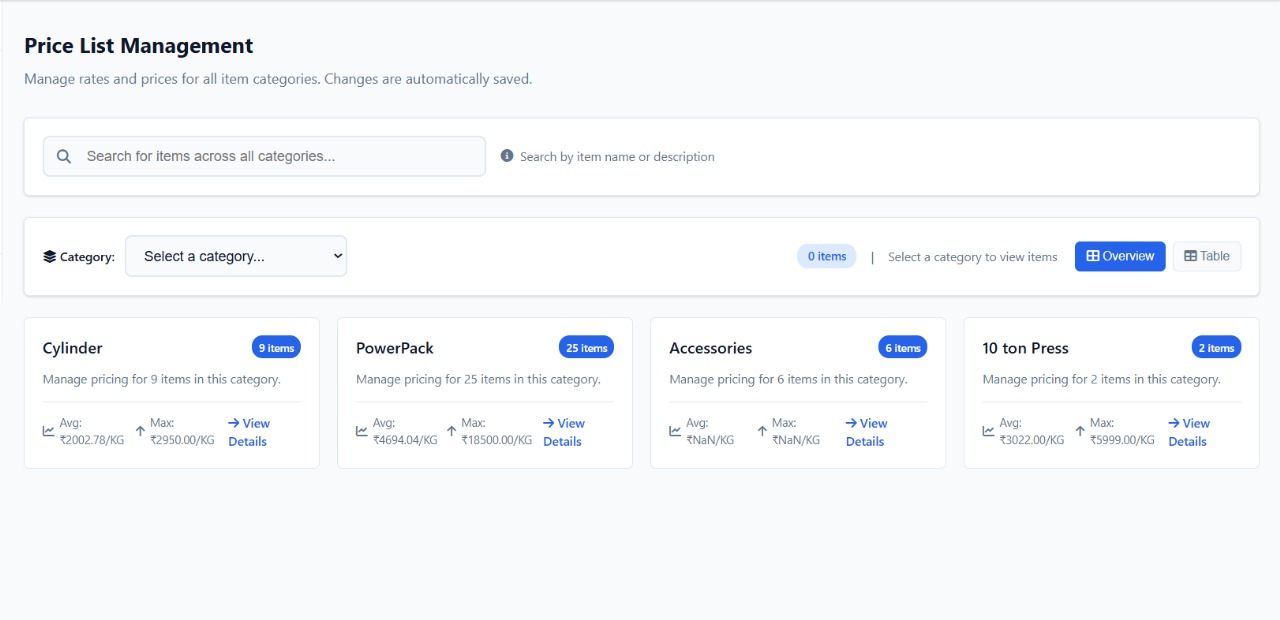 Price List Management
Manage rates and prices for all item categories. Changes are automatically saved.
Search for items across all categories...
Search by item name or description
Category:
Select a category...
0 items
|
Select a category to view items
Overview
Table
Cylinder
9 items
Manage pricing for 9 items in this category.
Avg:
₹2002.78/KG
Max:
₹2950.00/KG
View
Details
PowerPack
25 items
Manage pricing for 25 items in this category.
Avg:
₹4694.04/KG
Max:
₹18500.00/KG
View
Details
Accessories
6 items
Manage pricing for 6 items in this category.
Avg:
₹NaN/KG
Max:
₹NaN/KG
View
Details
10 ton Press
2 items
Manage pricing for 2 items in this category.
Avg:
₹3022.00/KG
Max:
₹5999.00/KG
View
Details